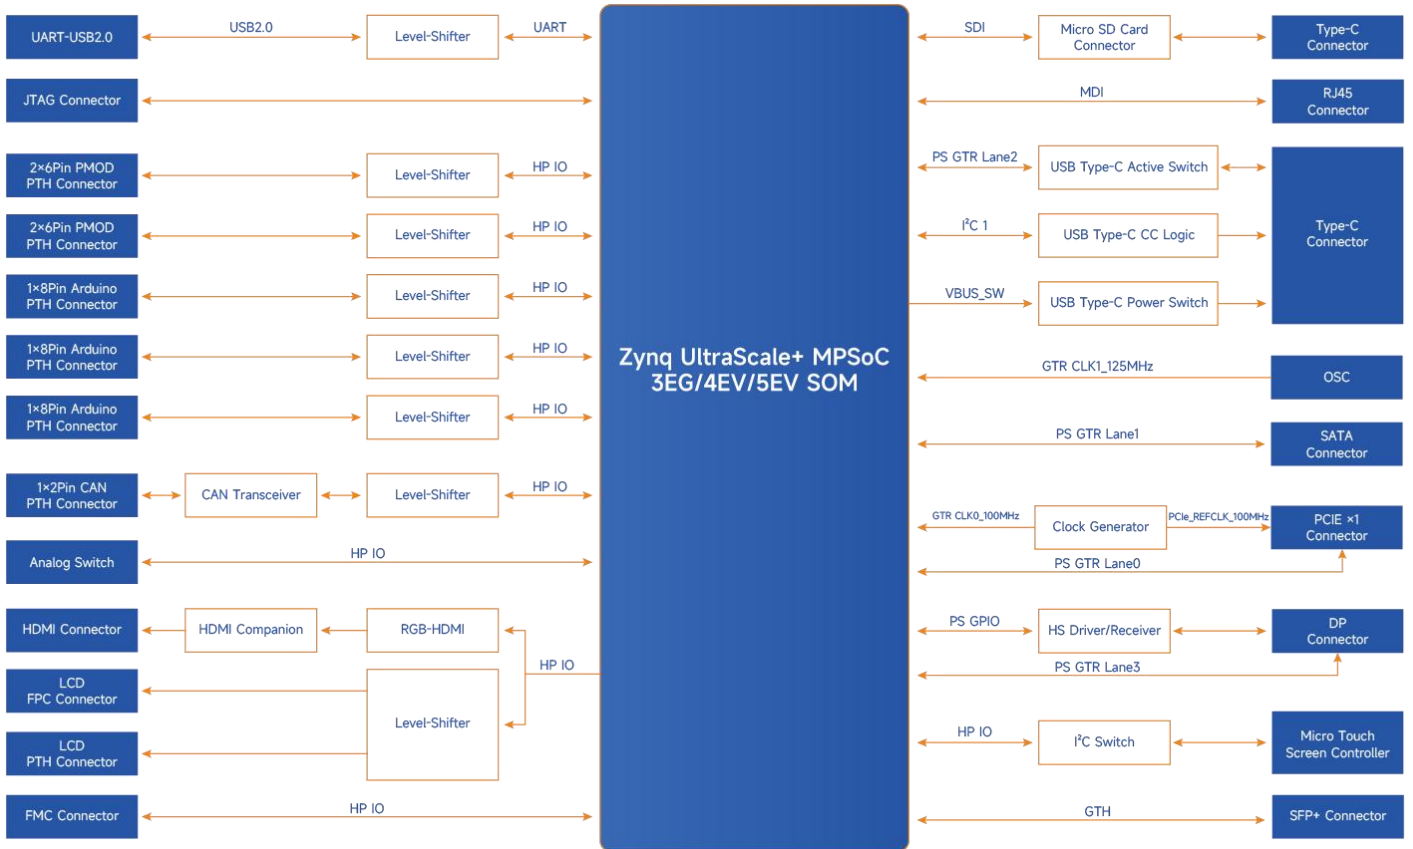 UART-USB2.0
USB2.0
Level-Shifter
UART
JTAG Connector
2×6Pin PMOD
PTH Connector
Level-Shifter
HP IO
2×6Pin PMOD
PTH Connector
Level-Shifter
HP IO
1×8Pin Arduino
PTH Connector
Level-Shifter
HP IO
1×8Pin Arduino
PTH Connector
Level-Shifter
HP IO
1×8Pin Arduino
PTH Connector
Level-Shifter
HP IO
1×2Pin CAN
PTH Connector
CAN Transceiver
Level-Shifter
HP IO
Analog Switch
HP IO
HDMI Connector
HDMI Companion
RGB-HDMI
HP IO
LCD
FPC Connector
Level-Shifter
LCD
PTH Connector
FMC Connector
HP IO
Zynq UltraScale+ MPSoC
3EG/4EV/5EV SOM
SDI
Micro SD Card
Connector
Type-C
Connector
MDI
RJ45
Connector
PS GTR Lane2
USB Type-C Active Switch
I²C 1
USB Type-C CC Logic
Type-C
Connector
VBUS_SW
USB Type-C Power Switch
GTR CLK1_125MHz
OSC
PS GTR Lane1
SATA
Connector
GTR CLK0_100MHz
Clock Generator
PCIe_REFCLK_100MHz
PCIE ×1
Connector
PS GTR Lane0
PS GPIO
HS Driver/Receiver
DP
Connector
PS GTR Lane3
HP IO
I²C Switch
Micro Touch
Screen Controller
GTH
SFP+ Connector